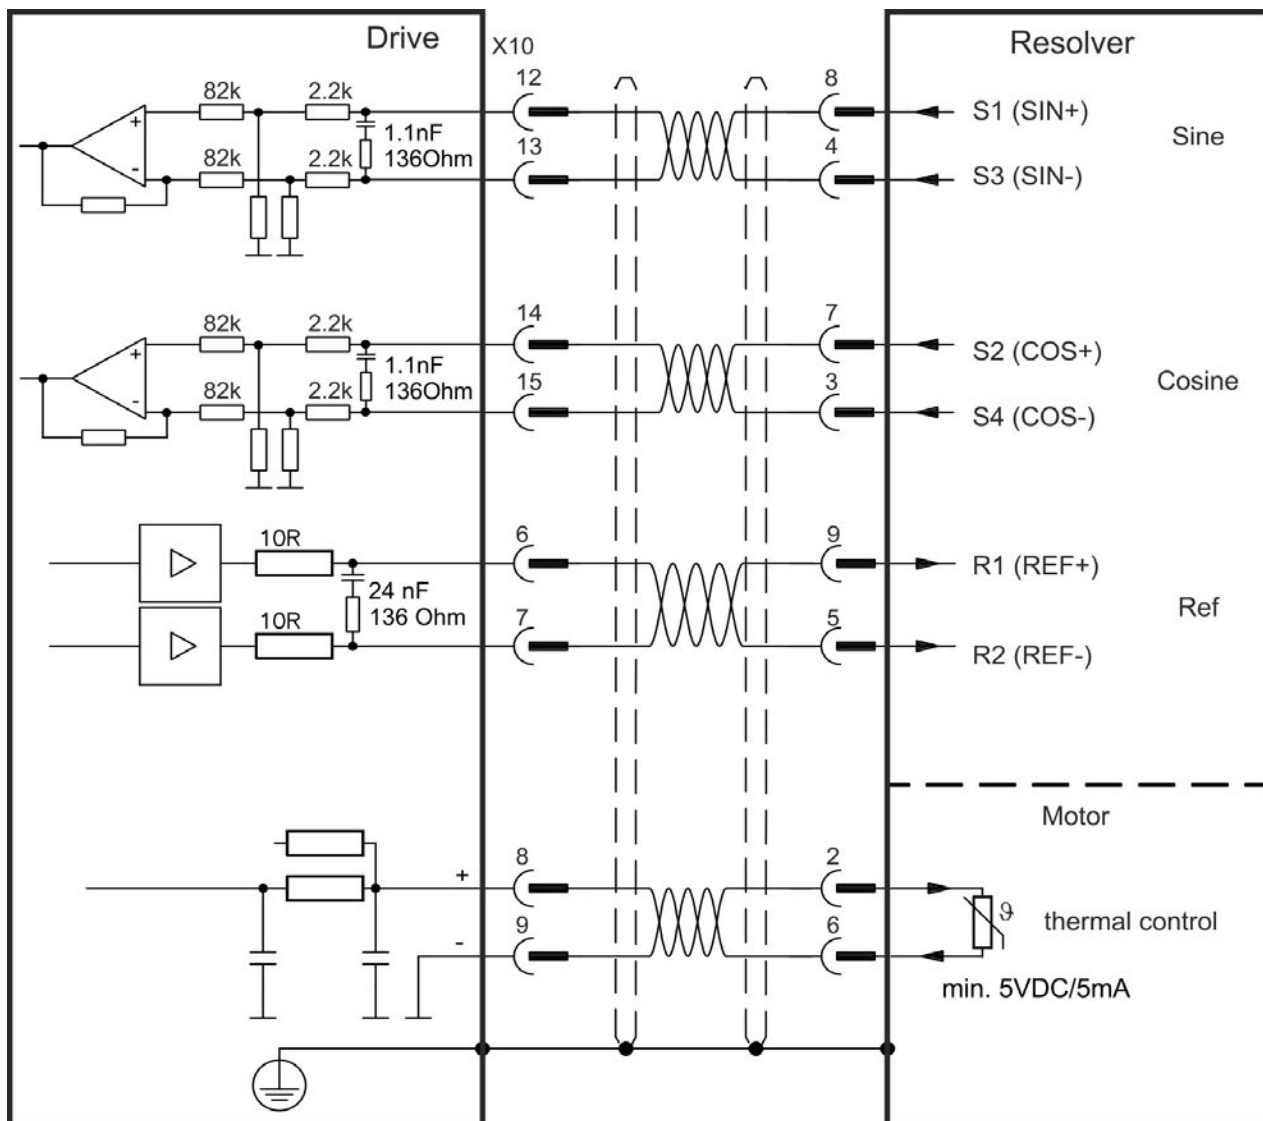 Drive
X10
Resolver
82k 2.2k
12
8
S1 (SIN+)
+
1.1nF
136Ohm
Sine
82k 2.2k
13
4
-
S3 (SIN-)
82k 2.2k
14
7
S2 (COS+)
+
1.1nF
136Ohm
Cosine
82k 2.2k
15
3
-
S4 (COS-)
10R
6
9
R1 (REF+)
24 nF
136 Ohm
Ref
10R
7
5
R2 (REF-)
Motor
+
8
2
ϑ
thermal control
-
9
6
min. 5VDC/5mA